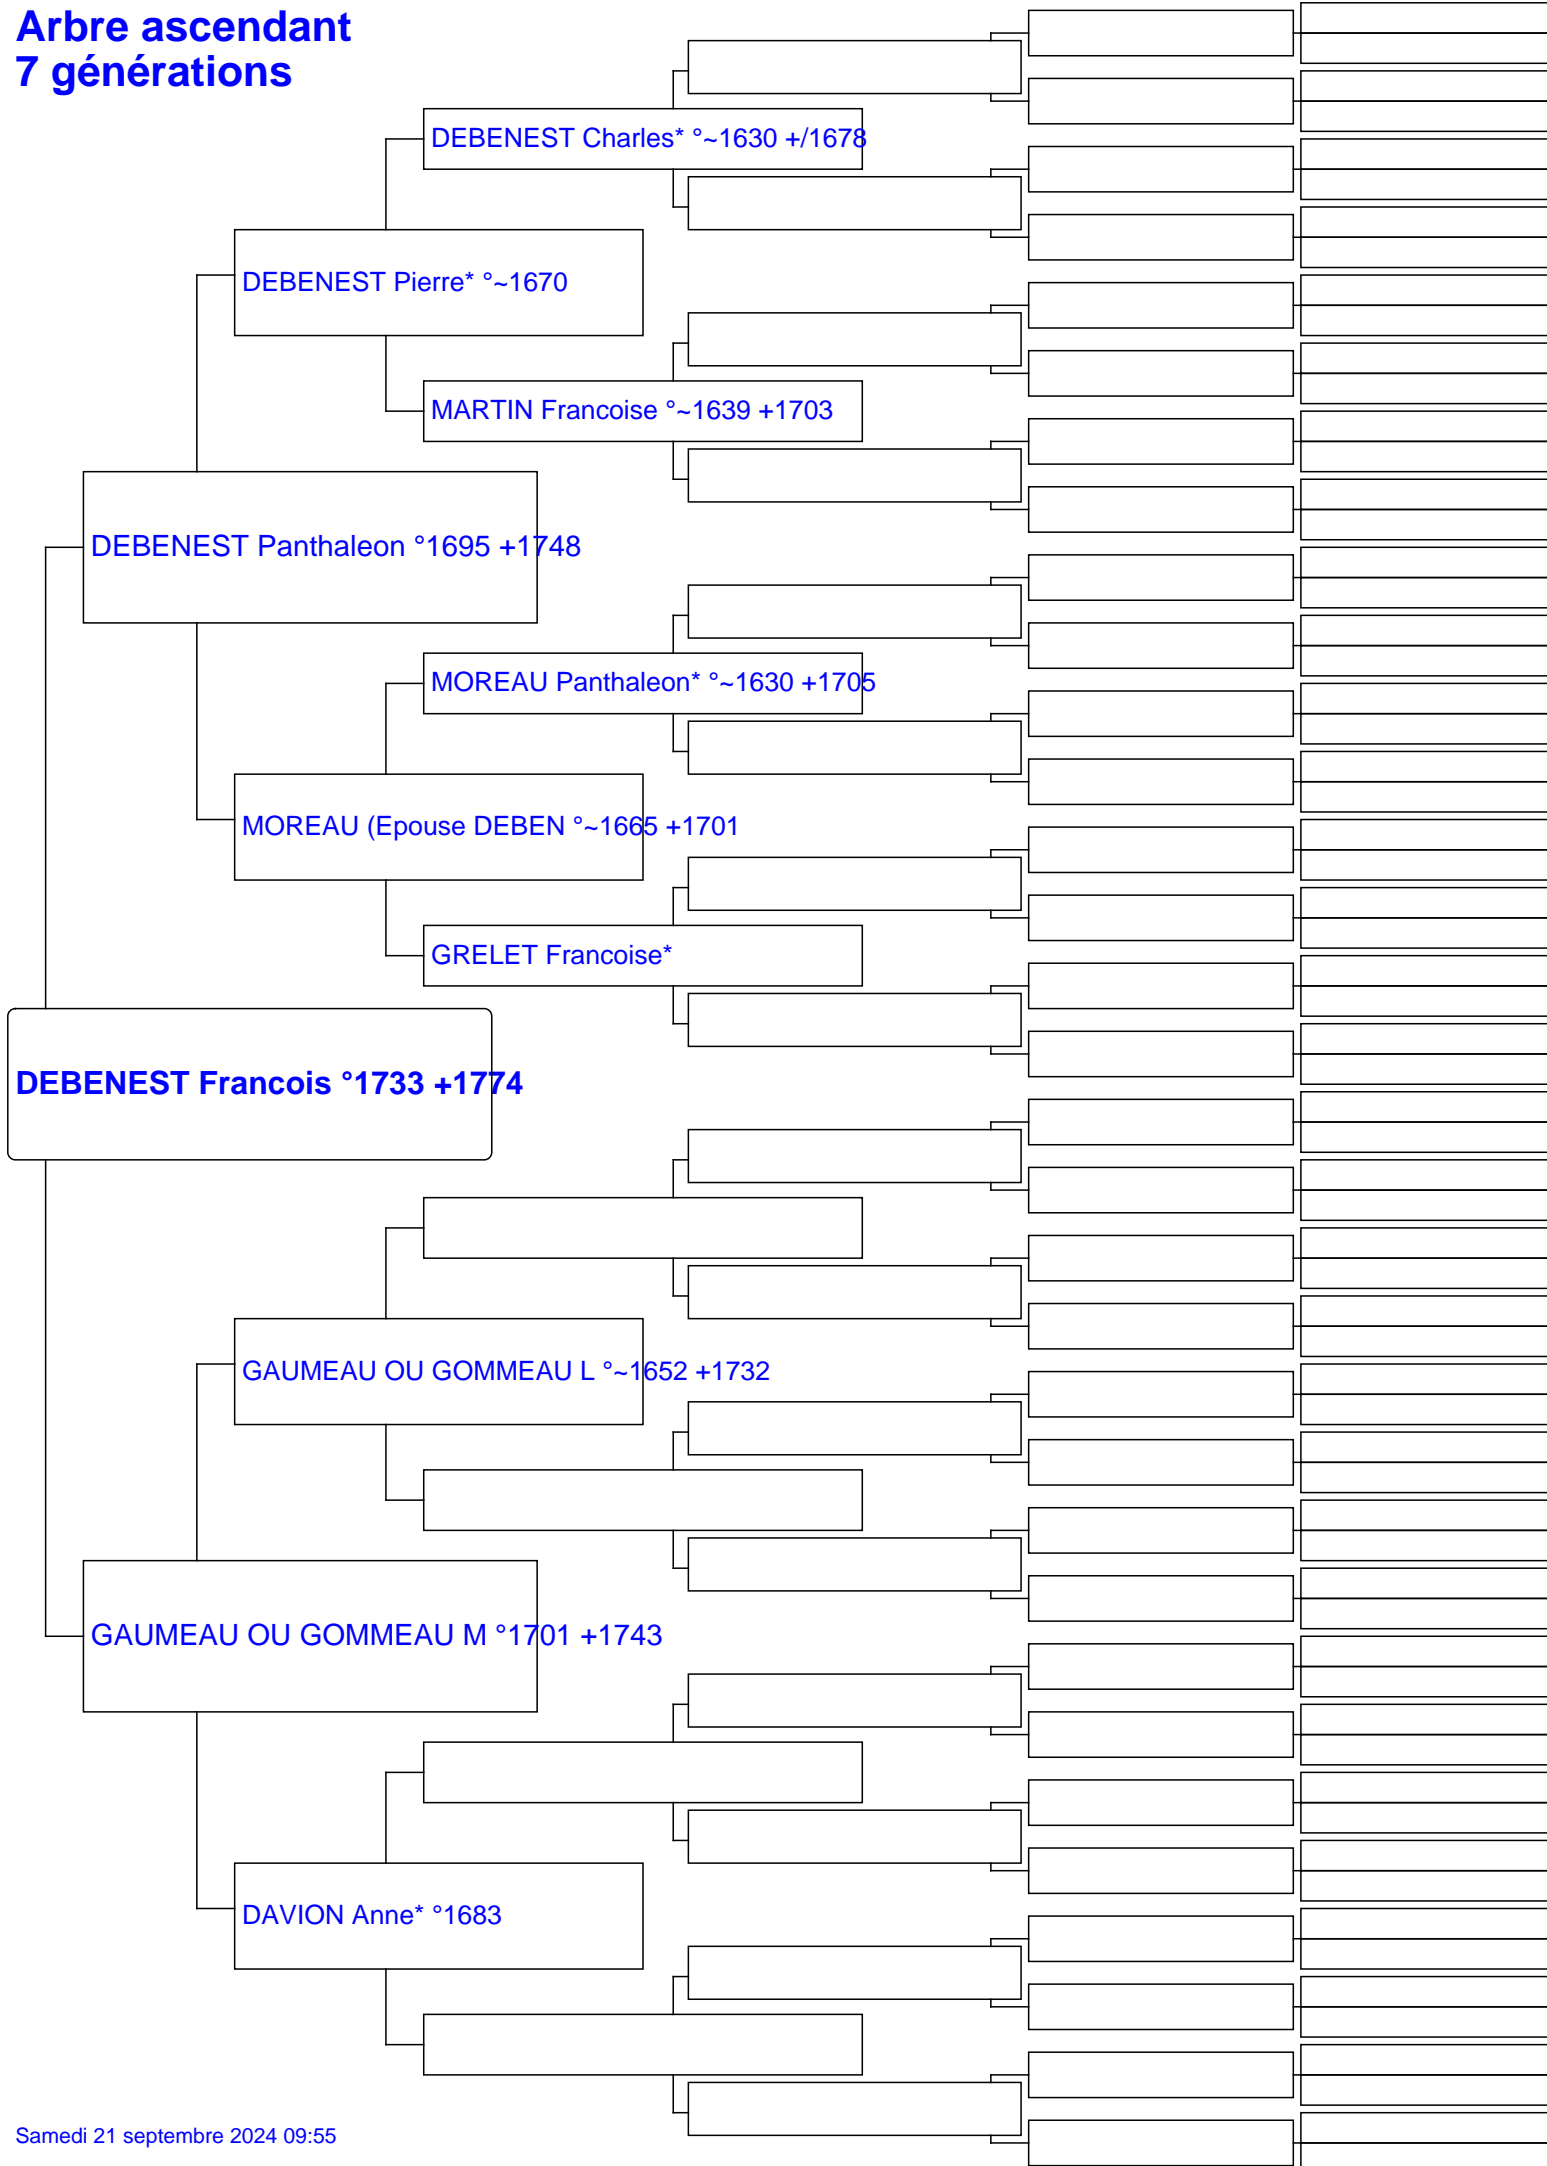 Arbre ascendant
7 générations
DEBENEST Charles* °~1630 +/1678
DEBENEST Pierre* °~1670
MARTIN Francoise °~1639 +1703
DEBENEST Panthaleon °1695 +1748
MOREAU Panthaleon* °~1630 +1705
MOREAU (Epouse DEBEN °~1665 +1701
GRELET Francoise*
DEBENEST Francois °1733 +1774
GAUMEAU OU GOMMEAU L °~1652 +1732
GAUMEAU OU GOMMEAU M °1701 +1743
DAVION Anne* °1683
Samedi 21 septembre 2024 09:55